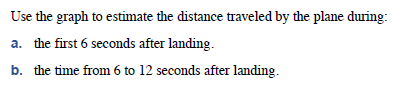 Use the graph to estimate the distance traveled by the plane during:
a. the first 6 seconds after landing.
b. the time from 6 to 12 seconds after landing.